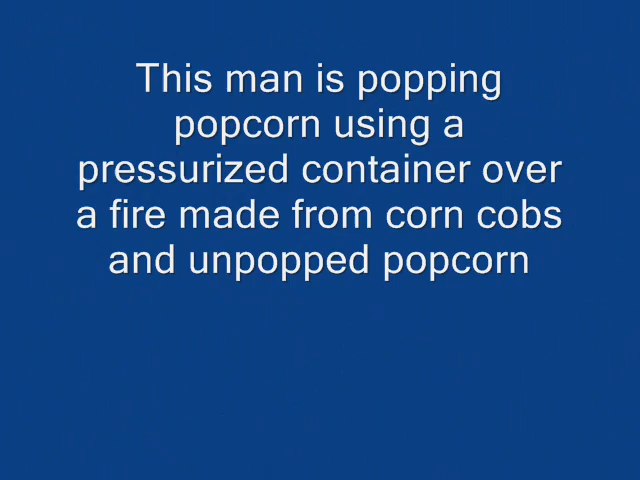 This man is popping
popcorn using a
pressurized container over
a fire made from corn cobs
and unpopped popcorn